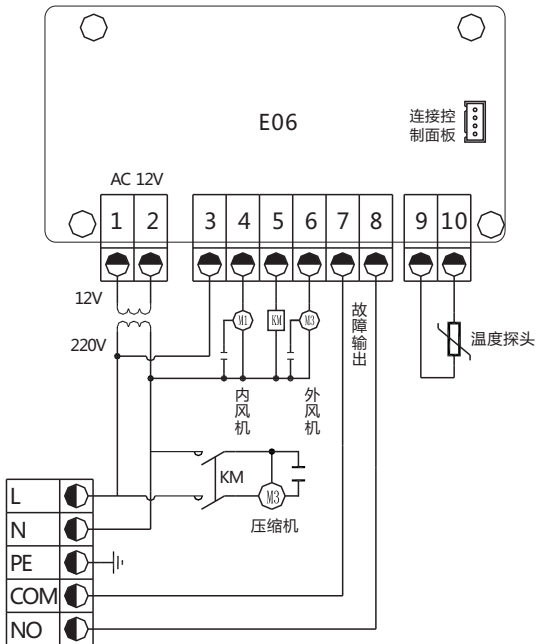 E06
连接控
制面板
AC 12V
1 2 3 4 5 6 7 8 9 10
12V
220V
M1
KM
M3
故障输出
温度探头
内风机
外风机
KM
M3
压缩机
L
N
PE
COM
NO